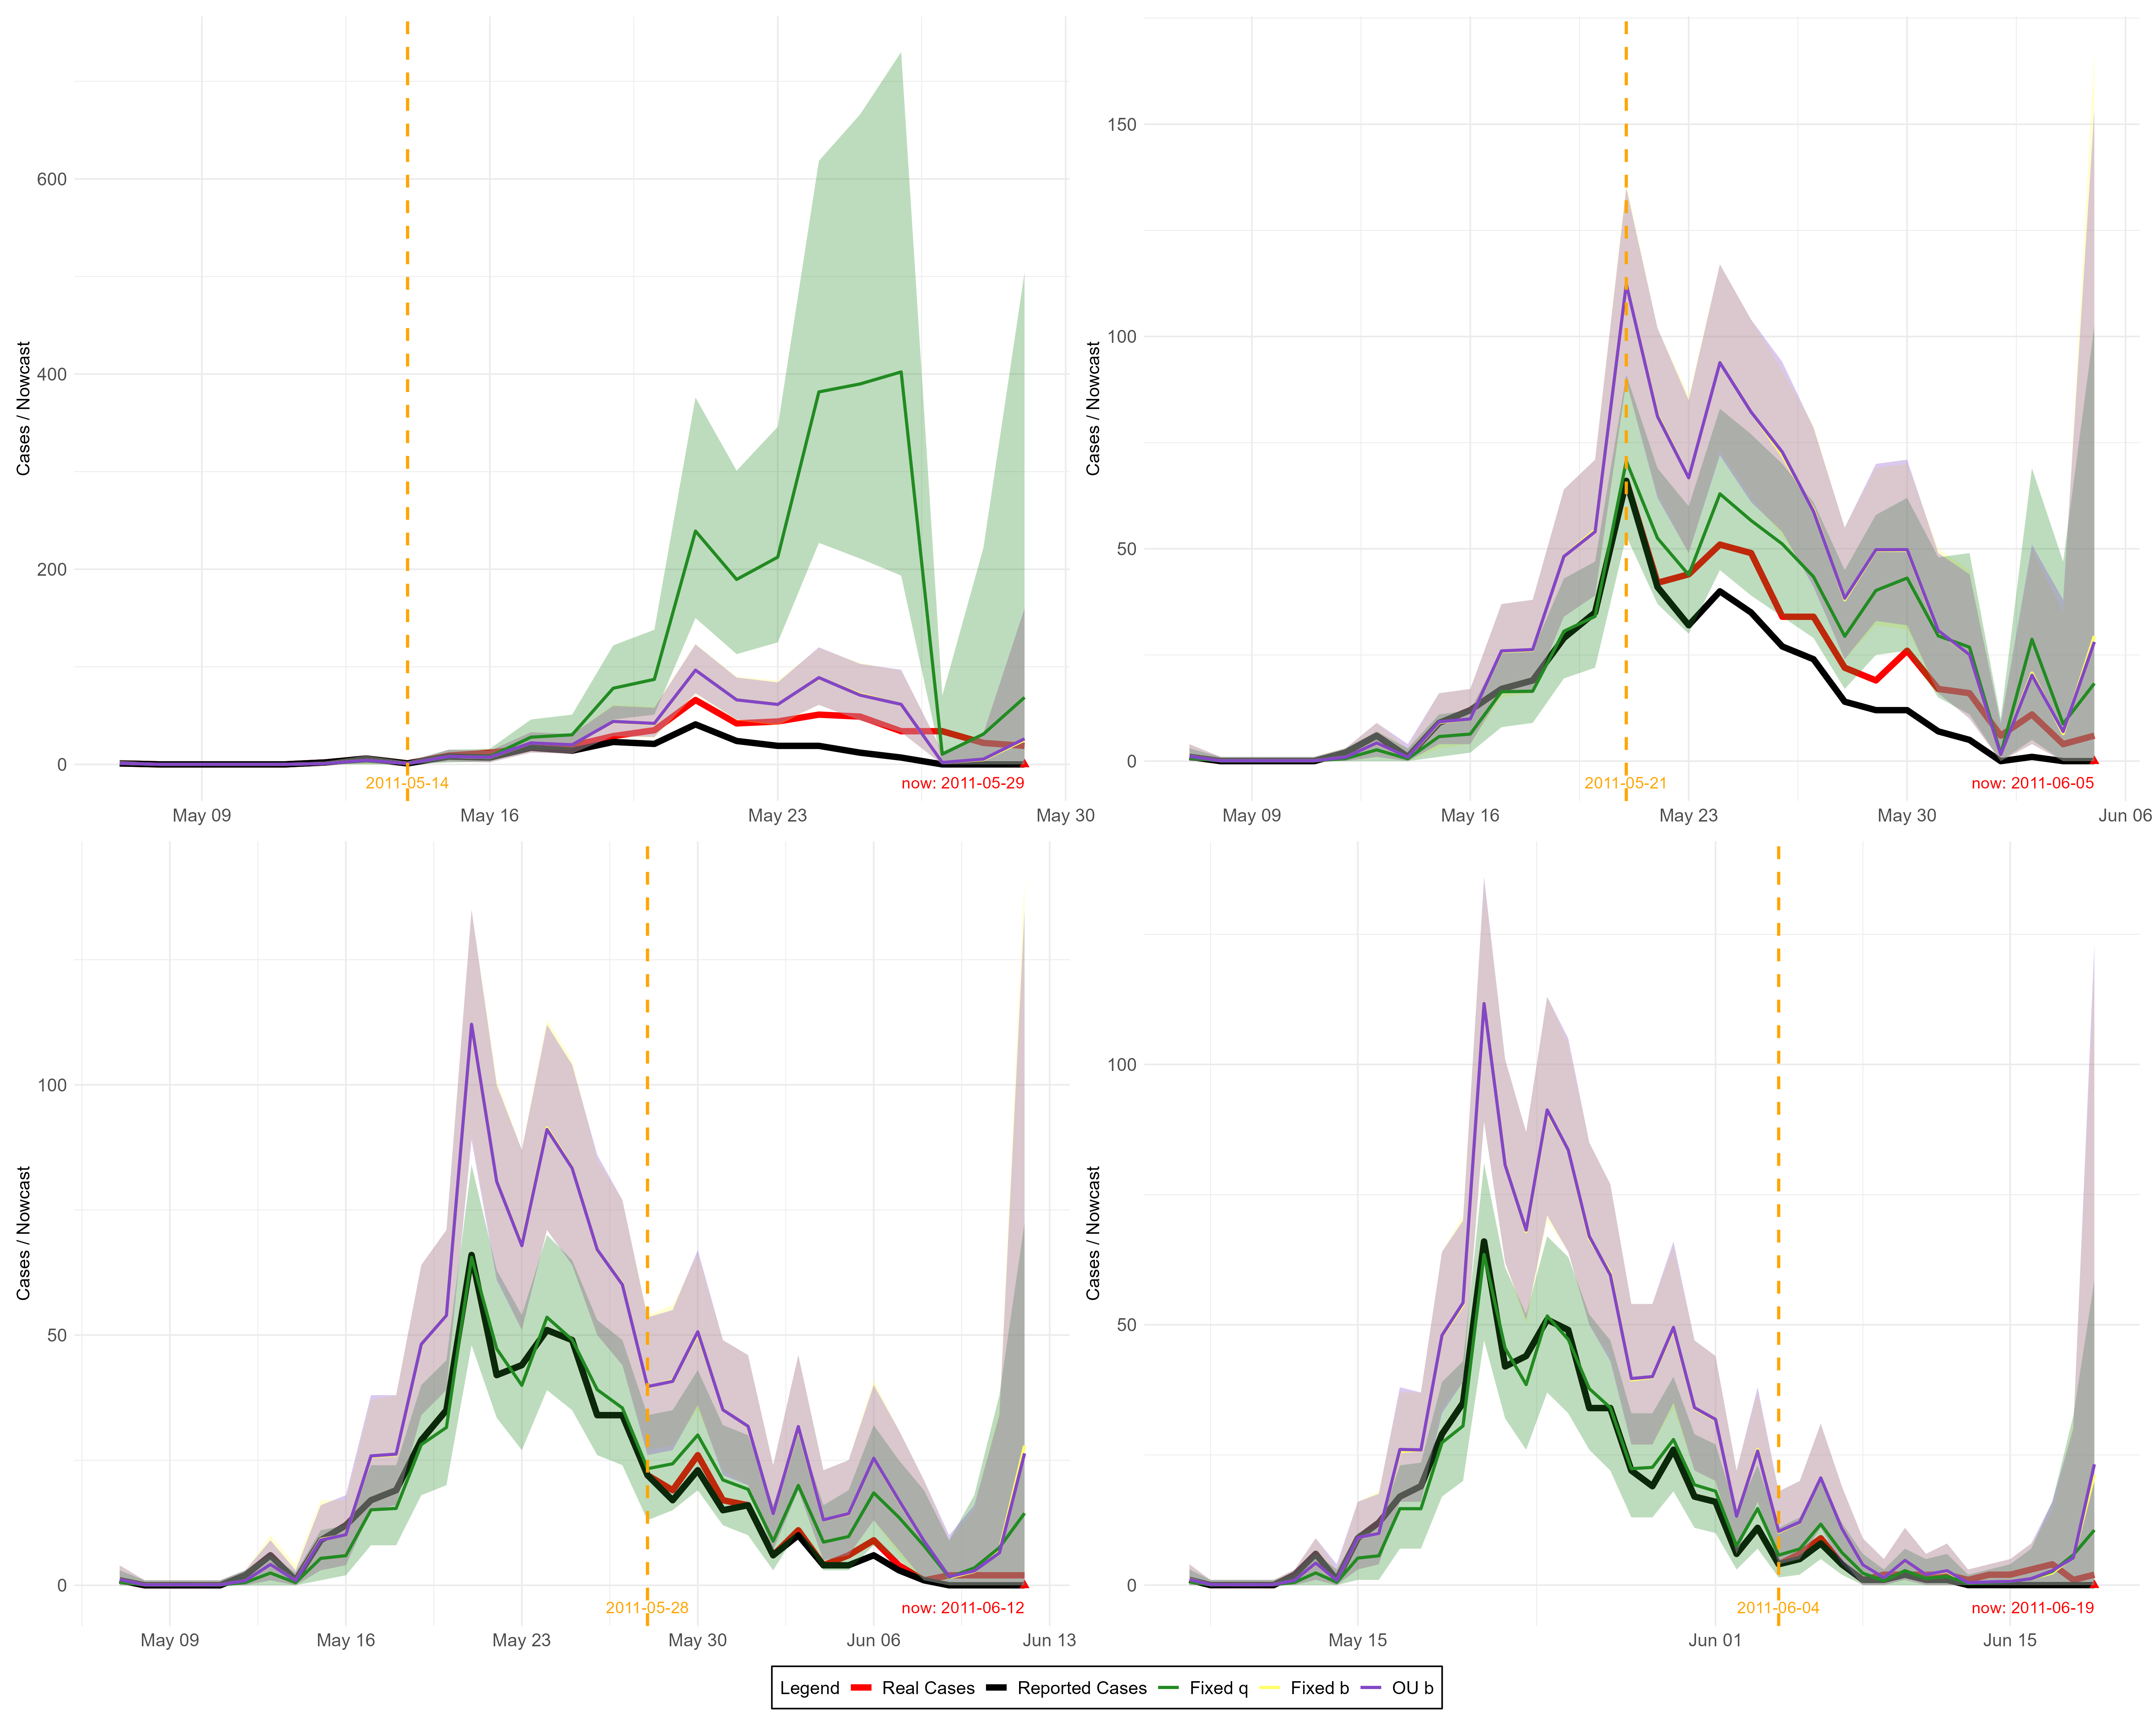 Cases / Nowcast
600
400
200
0
2011-05-14
now: 2011-05-29
May 09
May 16
May 23
May 30
Cases / Nowcast
150
100
50
0
2011-05-21
now: 2011-06-05
May 09
May 16
May 23
May 30
Jun 06
Cases / Nowcast
100
50
0
2011-05-28
now: 2011-06-12
May 09
May 16
May 23
May 30
Jun 06
Jun 13
Cases / Nowcast
100
50
0
2011-06-04
now: 2011-06-19
May 15
Jun 01
Jun 15
Legend Real Cases Reported Cases Fixed q Fixed b OU b